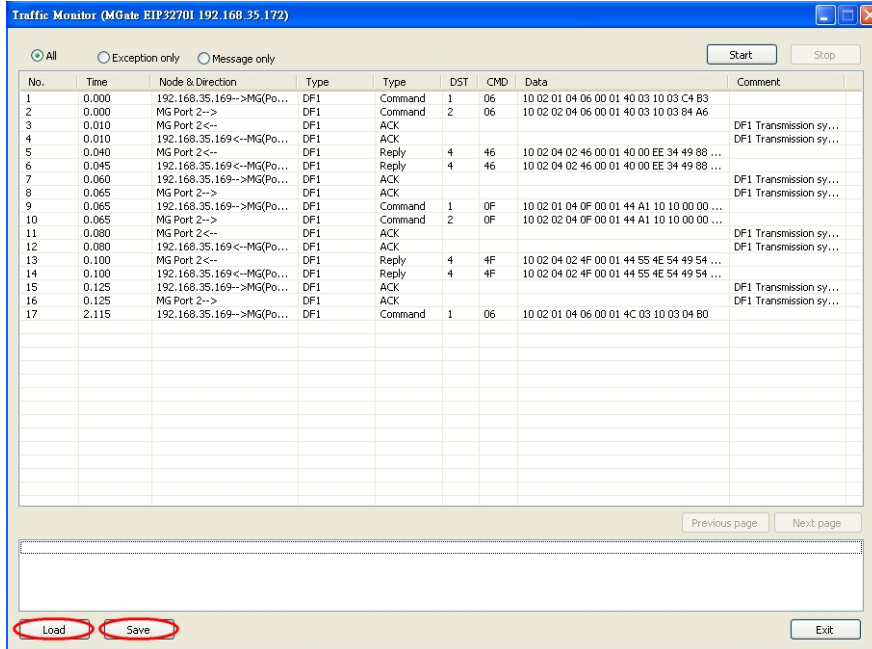 Traffic Monitor (MGate EIP3270I 192.168.35.172)
All Exception only Message only Start Stop
No. Time Node & Direction Type Type DST CMD Data Comment
1 0.000 192.168.35.169-->MG(Po... DF1 Command 1 06 10 02 01 04 06 00 01 40 03 10 03 C4 B3
2 0.000 MG Port 2--> DF1 Command 2 06 10 02 02 04 06 00 01 40 03 10 03 84 A6
3 0.010 MG Port 2<-- DF1 ACK DF1 Transmission sy...
4 0.010 192.168.35.169<--MG(Po... DF1 ACK DF1 Transmission sy...
5 0.040 MG Port 2<-- DF1 Reply 4 46 10 02 04 02 46 00 01 40 00 EE 34 49 88 ...
6 0.045 192.168.35.169<--MG(Po... DF1 Reply 4 46 10 02 04 02 46 00 01 40 00 EE 34 49 88 ...
7 0.060 192.168.35.169-->MG(Po... DF1 ACK DF1 Transmission sy...
8 0.065 MG Port 2--> DF1 ACK DF1 Transmission sy...
9 0.065 192.168.35.169-->MG(Po... DF1 Command 1 0F 10 02 01 04 0F 00 01 44 A1 10 10 00 00 ...
10 0.065 MG Port 2--> DF1 Command 2 0F 10 02 02 04 0F 00 01 44 A1 10 10 00 00 ...
11 0.080 MG Port 2<-- DF1 ACK DF1 Transmission sy...
12 0.080 192.168.35.169<--MG(Po... DF1 ACK DF1 Transmission sy...
13 0.100 MG Port 2<-- DF1 Reply 4 4F 10 02 04 02 4F 00 01 44 55 4E 54 49 54 ...
14 0.100 192.168.35.169<--MG(Po... DF1 Reply 4 4F 10 02 04 02 4F 00 01 44 55 4E 54 49 54 ...
15 0.125 192.168.35.169-->MG(Po... DF1 ACK DF1 Transmission sy...
16 0.125 MG Port 2--> DF1 ACK DF1 Transmission sy...
17 2.115 192.168.35.169-->MG(Po... DF1 Command 1 06 10 02 01 04 06 00 01 4C 03 10 03 04 B0
Previous page Next page
Load Save Exit